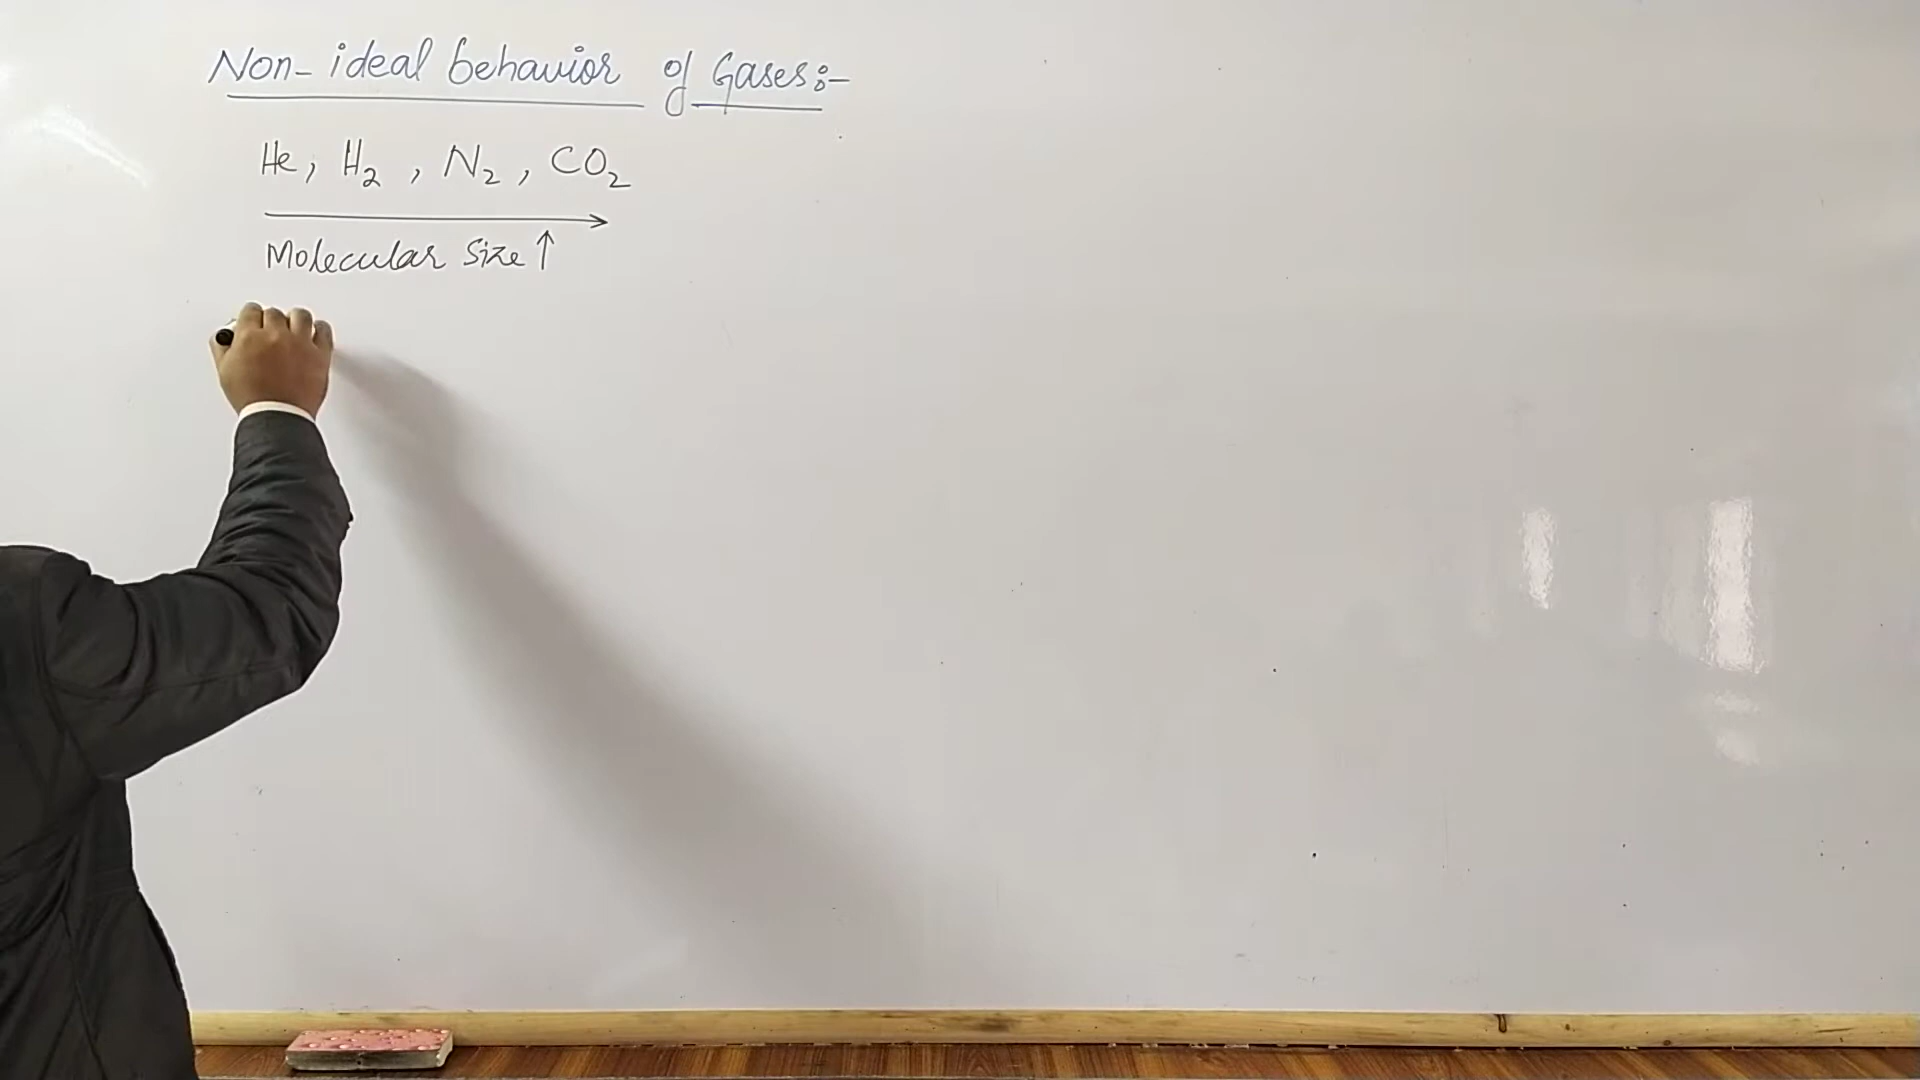 Non-ideal behavior of Gases:-
He, H₂, N₂, CO₂
Molecular Size ↑